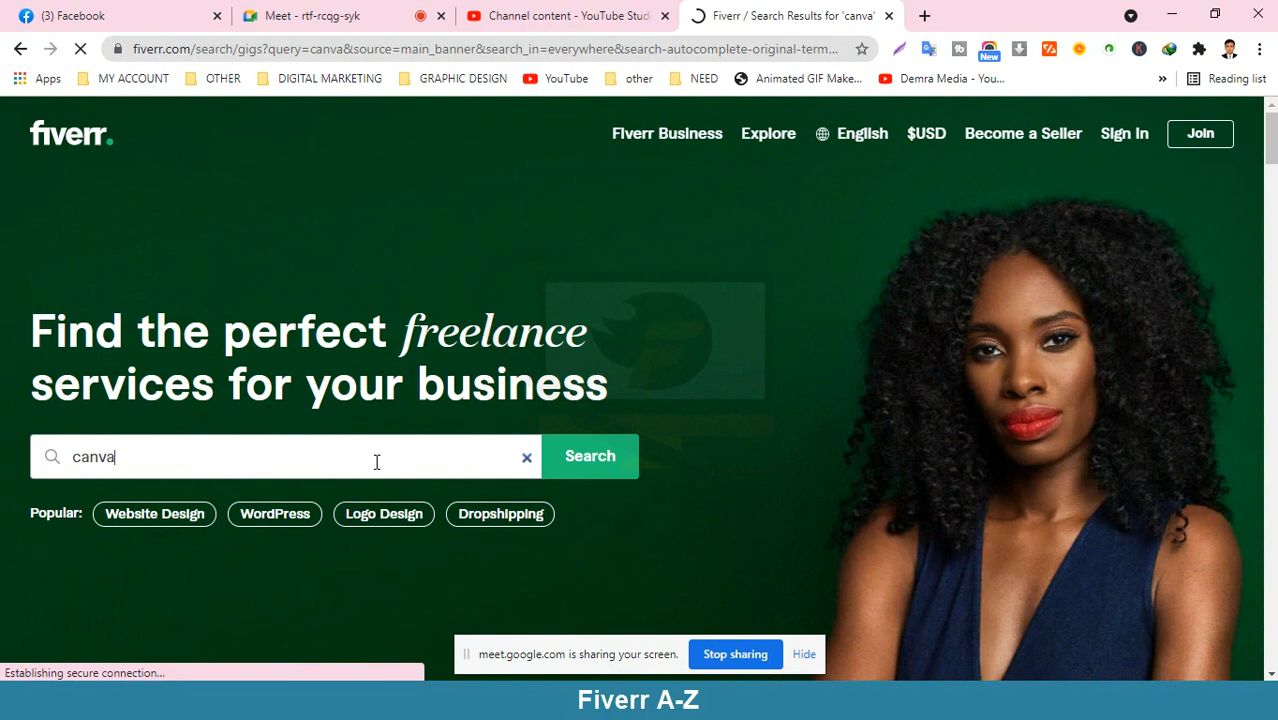 (3) Facebook
Meet - rtf-rcqg-syk
Channel content - YouTube Studi
Fiverr / Search Results for 'canva'
fiverr.com/search/gigs?query=canva&source=main_banner&search_in=everywhere&search-autocomplete-original-term...
New
Apps
MY ACCOUNT
OTHER
DIGITAL MARKETING
GRAPHIC DESIGN
YouTube
other
NEED
Animated GIF Make...
Demra Media - You...
»
Reading list
fiverr.
Fiverr Business
Explore
English
$USD
Become a Seller
Sign In
Join
Find the perfect freelance
services for your business
canva
Search
Popular:
Website Design
WordPress
Logo Design
Dropshipping
meet.google.com is sharing your screen.
Stop sharing
Hide
Establishing secure connection...
Fiverr A-Z